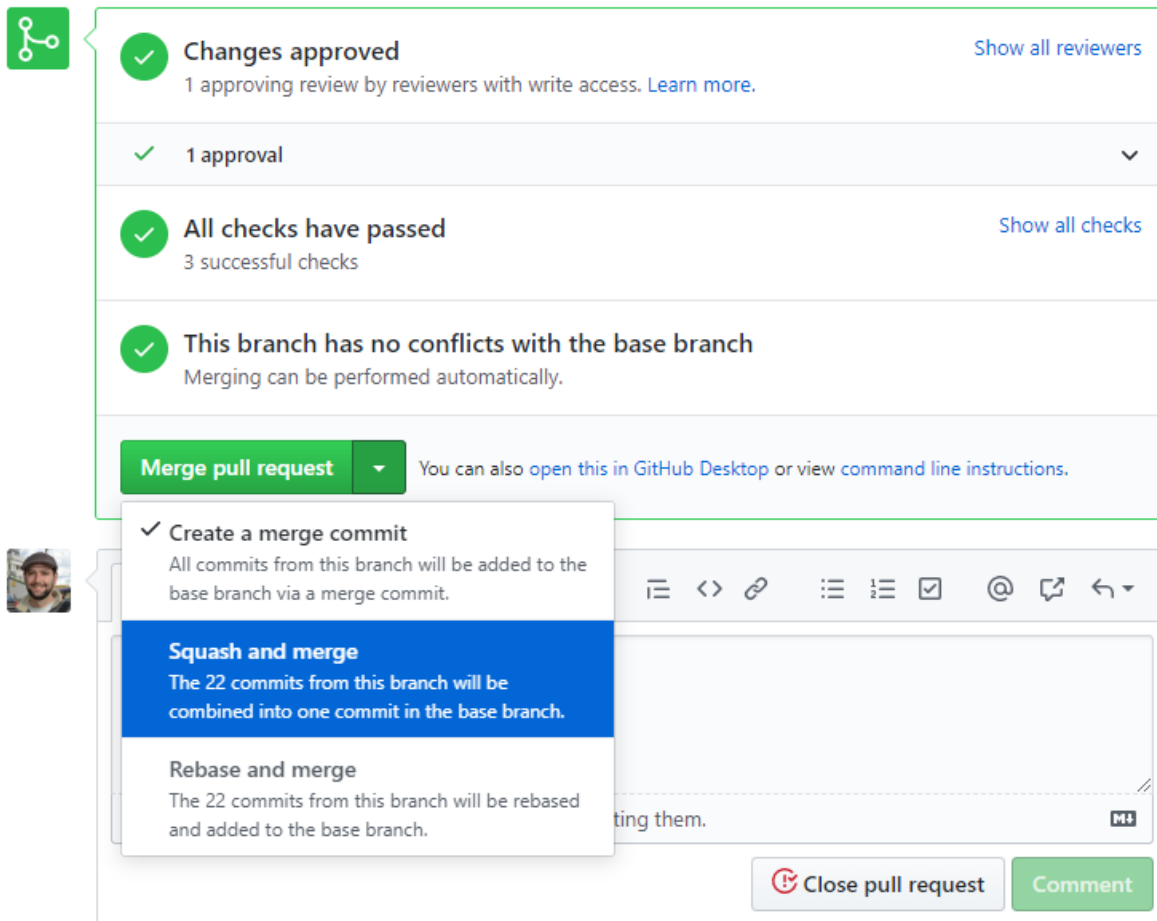 Changes approved
Show all reviewers
1 approving review by reviewers with write access. Learn more.
1 approval
All checks have passed
Show all checks
3 successful checks
This branch has no conflicts with the base branch
Merging can be performed automatically.
Merge pull request
You can also open this in GitHub Desktop or view command line instructions.
Create a merge commit
All commits from this branch will be added to the
base branch via a merge commit.
Squash and merge
The 22 commits from this branch will be
combined into one commit in the base branch.
Rebase and merge
The 22 commits from this branch will be rebased
and added to the base branch.
ting them.
M
Close pull request
Comment